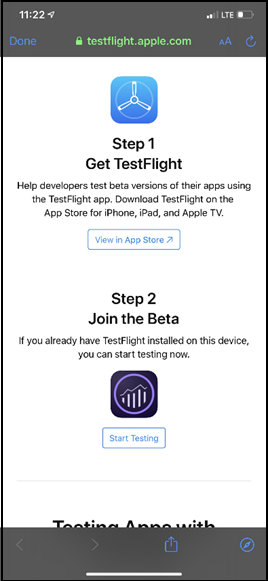 11:22 LTE
Done testflight.apple.com AA
Step 1
Get TestFlight
Help developers test beta versions of their apps using
the TestFlight app. Download TestFlight on the
App Store for iPhone, iPad, and Apple TV.
View in App Store ↗
Step 2
Join the Beta
If you already have TestFlight installed on this device,
you can start testing now.
Start Testing
Testing Apps with